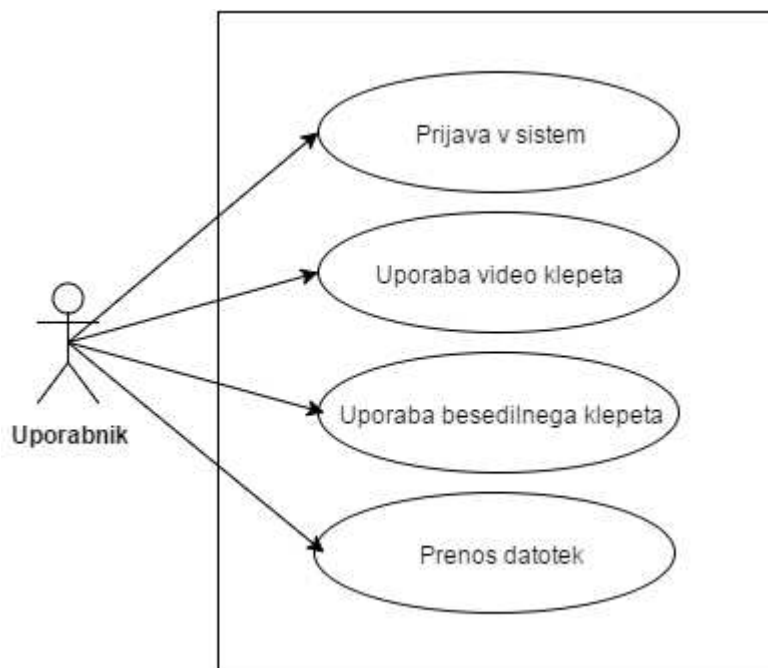 Prijava v sistem
Uporaba video klepeta
Uporaba besedilnega klepeta
Uporabnik
Prenos datotek